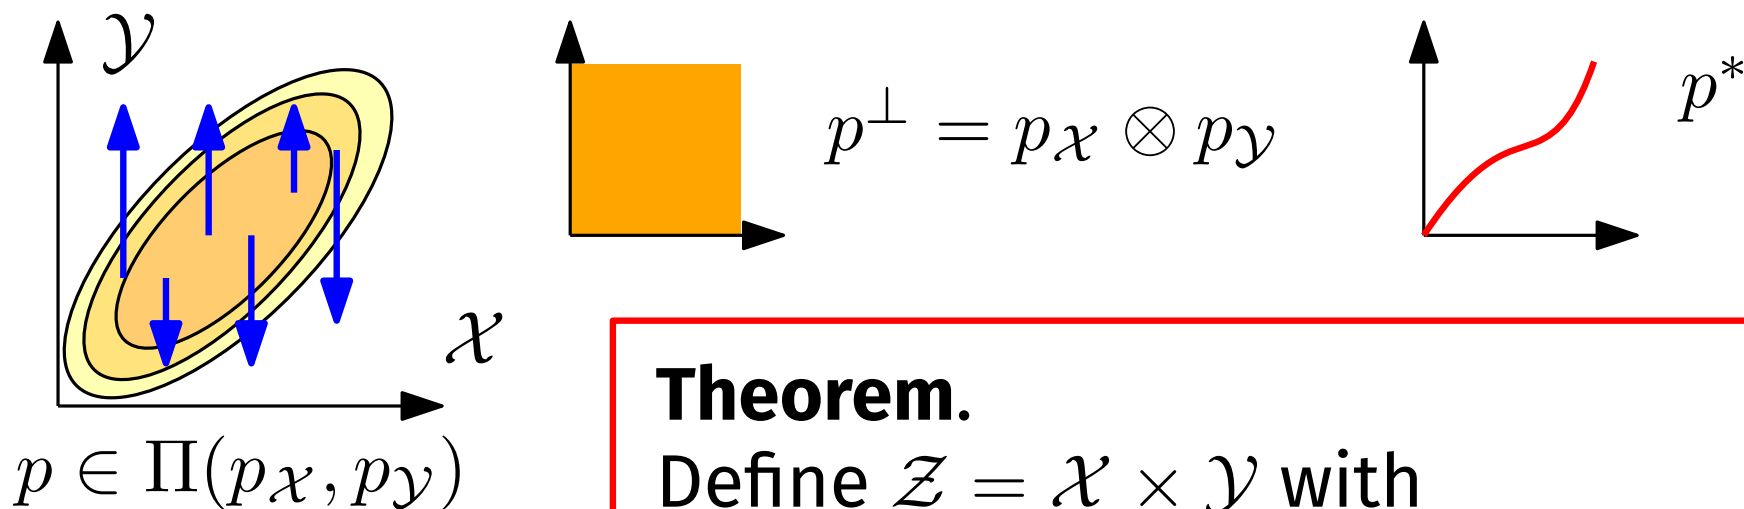 𝒴
p^⊥ = p_𝒳 ⊗ p_𝒴
p^*
𝒳
p ∈ Π(p_𝒳, p_𝒴)
Theorem.
Define 𝒵 = 𝒳 × 𝒴 with